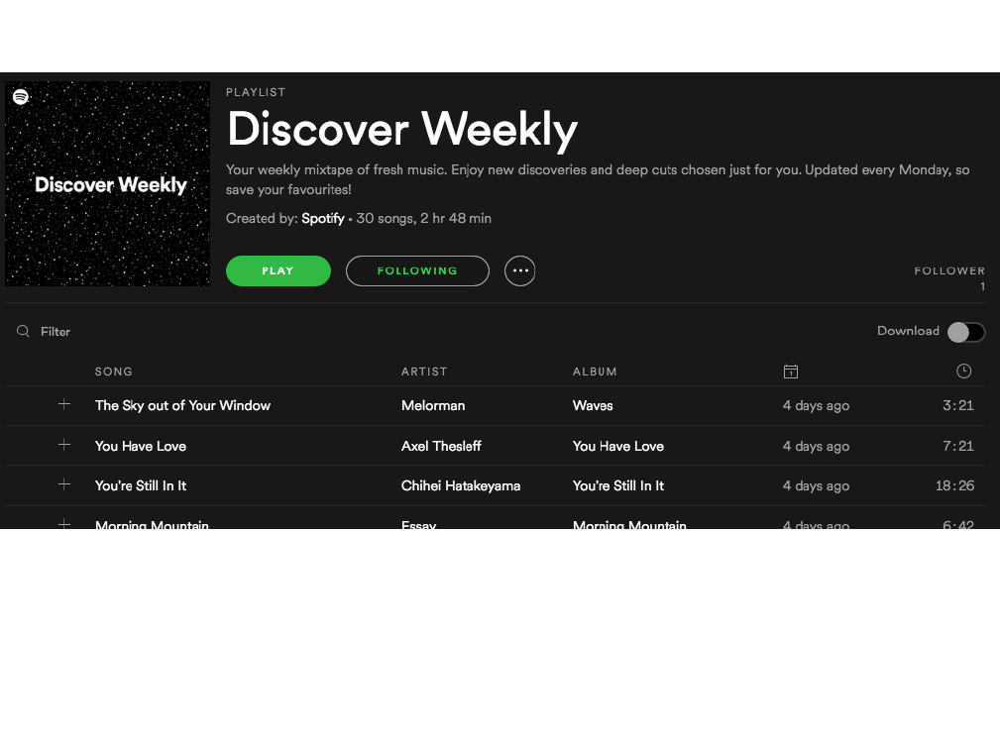 Discover Weekly
PLAYLIST
Discover Weekly
Your weekly mixtape of fresh music. Enjoy new discoveries and deep cuts chosen just for you. Updated every Monday, so
save your favourites!
Created by: Spotify • 30 songs, 2 hr 48 min
PLAY FOLLOWING
FOLLOWER
1
Filter Download
SONG ARTIST ALBUM
The Sky out of Your Window Melorman Waves 4 days ago 3:21
You Have Love Axel Thesleff You Have Love 4 days ago 7:21
You're Still In It Chihei Hatakeyama You're Still In It 4 days ago 18:26
Morning Mountain Essay Morning Mountain 4 days ago 6:42